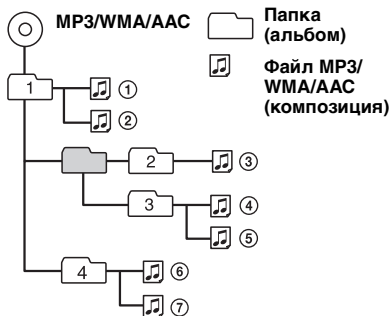 MP3/WMA/AAC
Папка
(альбом)
Файл MP3/
WMA/AAC
(композиция)
1
①
②
2
③
3
④
⑤
4
⑥
⑦